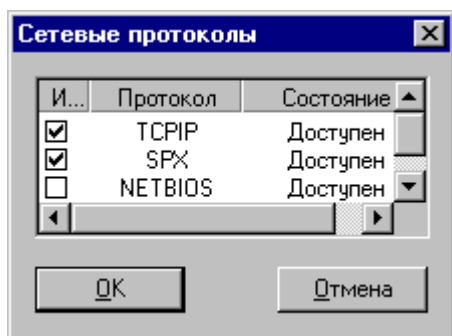 Сетевые протоколы
И... Протокол Состояние
TCPIP Доступен
SPX Доступен
NETBIOS Доступен
OK Отмена